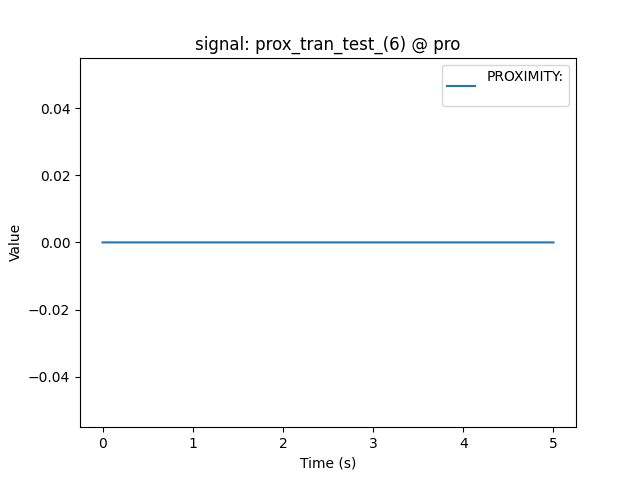 signal: prox_tran_test_(6) @ pro
PROXIMITY:
0.04
0.02
0.00
−0.02
−0.04
Value
0 1 2 3 4 5
Time (s)